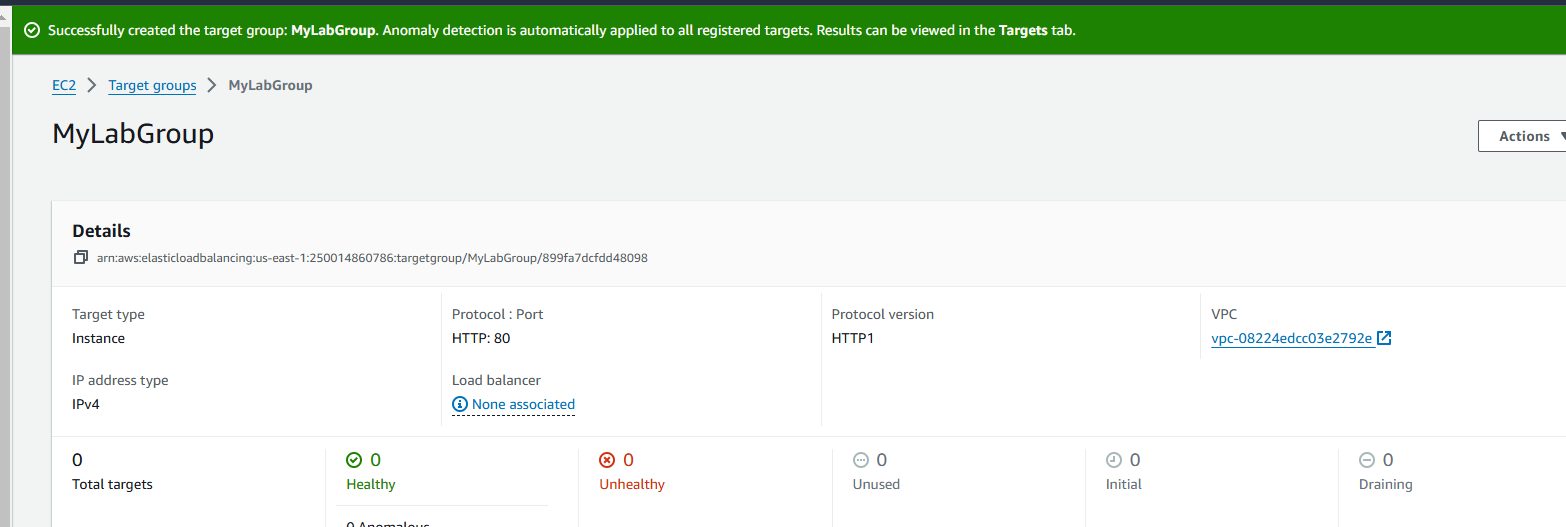 Successfully created the target group: MyLabGroup. Anomaly detection is automatically applied to all registered targets. Results can be viewed in the Targets tab.
EC2 > Target groups > MyLabGroup
MyLabGroup
Actions
Details
arn:aws:elasticloadbalancing:us-east-1:250014860786:targetgroup/MyLabGroup/899fa7dcfdd48098
Target type
Instance
Protocol : Port
HTTP: 80
Protocol version
HTTP1
VPC
vpc-08224edcc03e2792e
IP address type
IPv4
Load balancer
None associated
0
Total targets
0
Healthy
0 Anomalous
0
Unhealthy
0
Unused
0
Initial
0
Draining